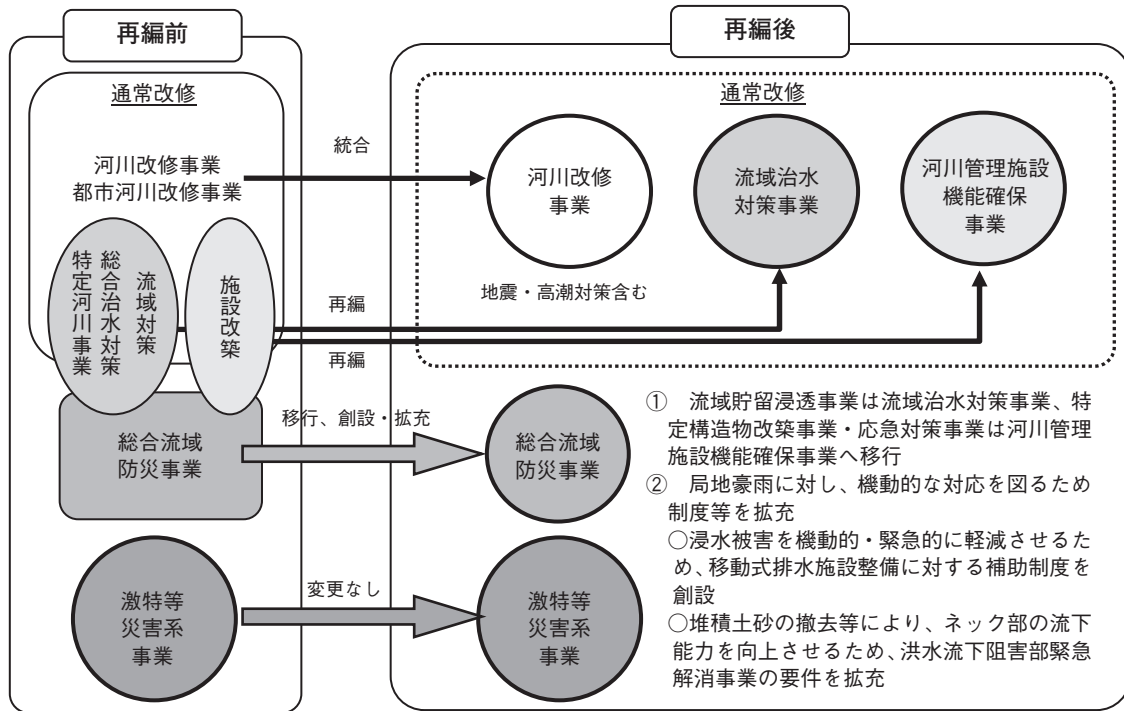 再編前
通常改修
河川改修事業
都市河川改修事業
特定河川事業
総合治水対策
流域対策
施設改築
総合流域
防災事業
激特等
災害系
事業
統合
再編
再編
移行、創設・拡充
変更なし
再編後
通常改修
河川改修
事業
流域治水
対策事業
河川管理施設
機能確保
事業
地震・高潮対策含む
総合流域
防災事業
激特等
災害系
事業
① 流域貯留浸透事業は流域治水対策事業、特
定構造物改築事業・応急対策事業は河川管理
施設機能確保事業へ移行
② 局地豪雨に対し、機動的な対応を図るため
制度等を拡充
○浸水被害を機動的・緊急的に軽減させるた
め、移動式排水施設整備に対する補助制度を
創設
○堆積土砂の撤去等により、ネック部の流下
能力を向上させるため、洪水流下阻害部緊急
解消事業の要件を拡充